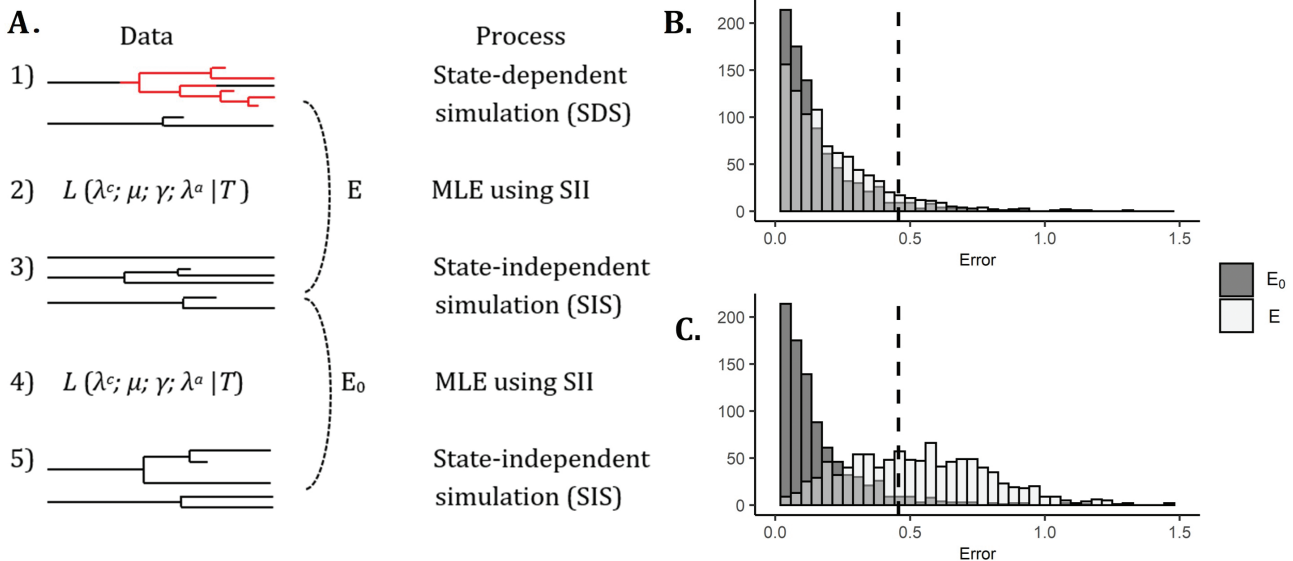 A.
Data Process
1) State-dependent
simulation (SDS)
2) L (λᶜ; μ; γ; λᵃ |T ) E MLE using SII
3) State-independent
simulation (SIS)
4) L (λᶜ; μ; γ; λᵃ |T) E₀ MLE using SII
5) State-independent
simulation (SIS)
B.
200
150
100
50
0
0.0 0.5 1.0 1.5
Error
C.
200
150
100
50
0
0.0 0.5 1.0 1.5
Error
E₀
E